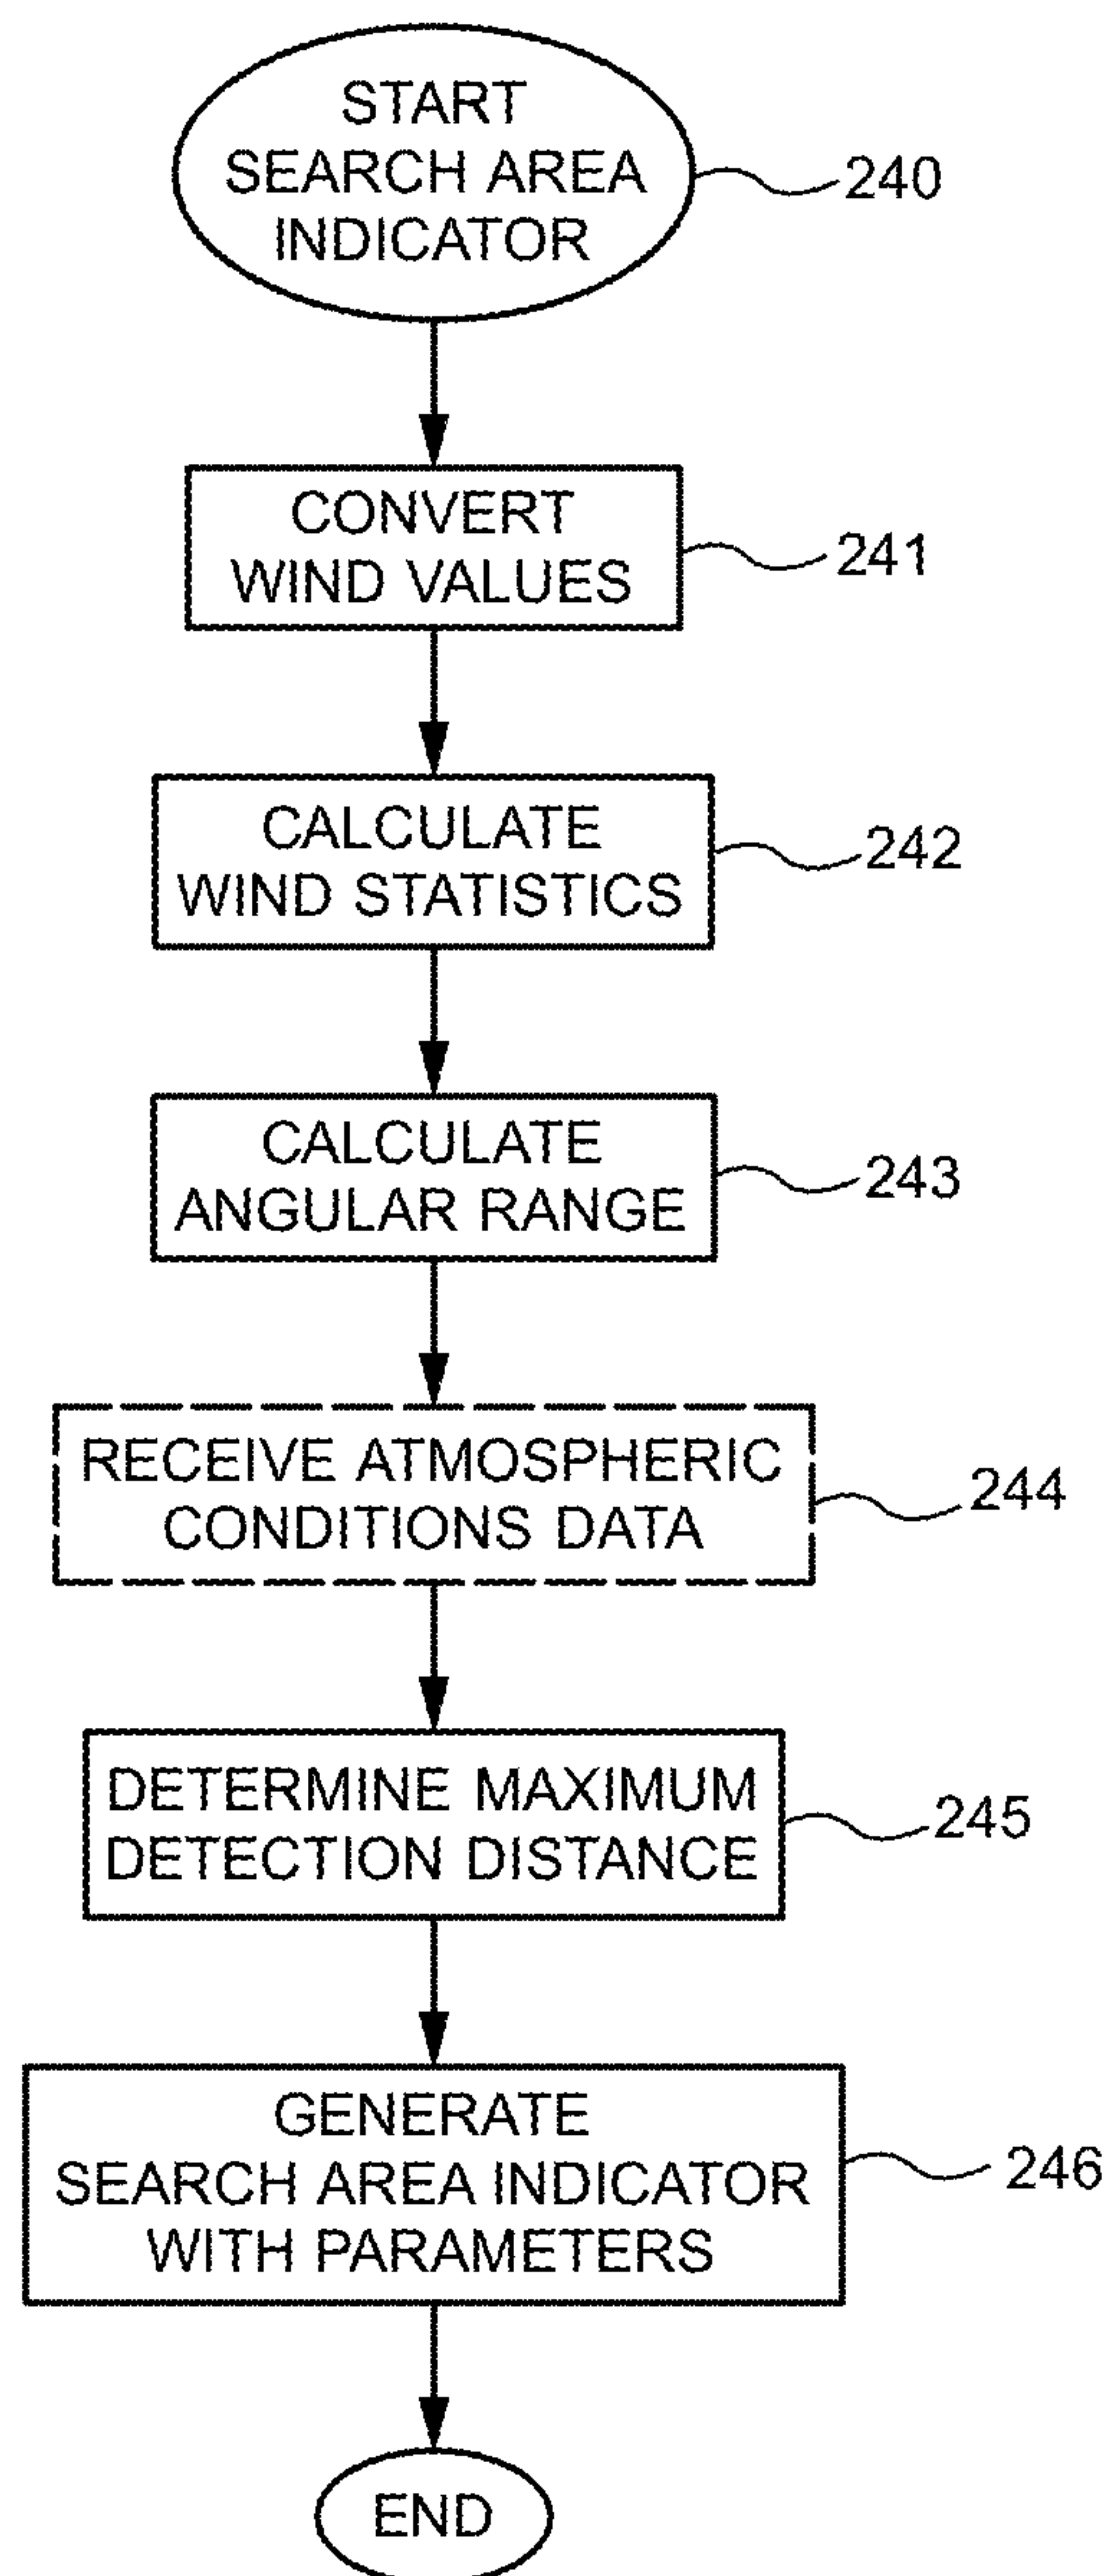 START
SEARCH AREA
INDICATOR
240
CONVERT
WIND VALUES
241
CALCULATE
WIND STATISTICS
242
CALCULATE
ANGULAR RANGE
243
RECEIVE ATMOSPHERIC
CONDITIONS DATA
244
DETERMINE MAXIMUM
DETECTION DISTANCE
245
GENERATE
SEARCH AREA INDICATOR
WITH PARAMETERS
246
END